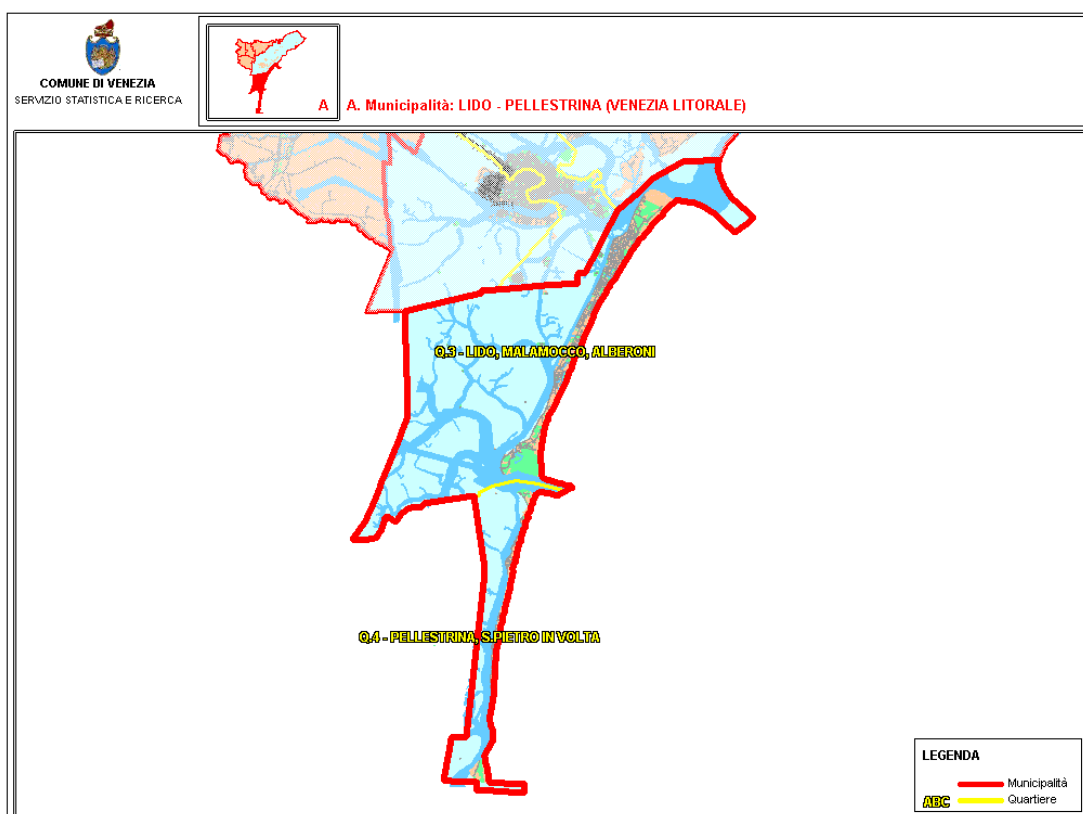 COMUNE DI VENEZIA
SERVIZIO STATISTICA E RICERCA
A A. Municipalità: LIDO - PELLESTRINA (VENEZIA LITORALE)
Q.3 - LIDO, MALAMOCCO, ALBERONI
Q.4 - PELLESTRINA, S.PIETRO IN VOLTA
LEGENDA
Municipalità
ABC Quartiere